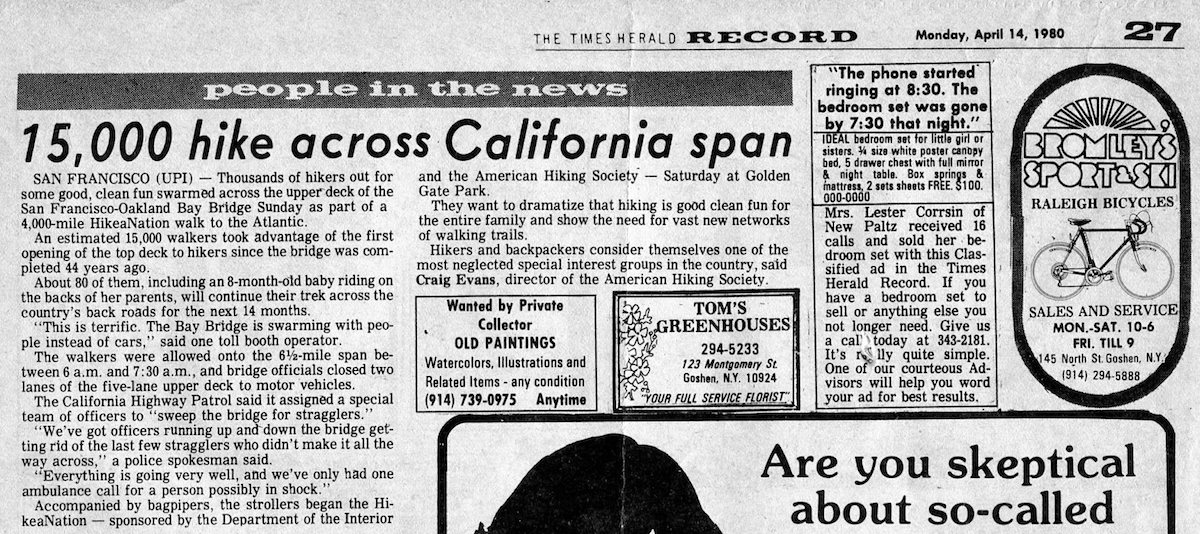 THE TIMES HERALD RECORD Monday, April 14, 1980 27
people in the news
15,000 hike across California span
SAN FRANCISCO (UPI) — Thousands of hikers out for
some good, clean fun swarmed across the upper deck of the
San Francisco-Oakland Bay Bridge Sunday as part of a
4,000-mile HikeaNation walk to the Atlantic.
An estimated 15,000 walkers took advantage of the first
opening of the top deck to hikers since the bridge was com-
pleted 44 years ago.
About 80 of them, including an 8-month-old baby riding on
the backs of her parents, will continue their trek across the
country's back roads for the next 14 months.
"This is terrific. The Bay Bridge is swarming with peo-
ple instead of cars," said one toll booth operator.
The walkers were allowed onto the 6½-mile span be-
tween 6 a.m. and 7:30 a.m., and bridge officials closed two
lanes of the five-lane upper deck to motor vehicles.
The California Highway Patrol said it assigned a special
team of officers to "sweep the bridge for stragglers."
"We've got officers running up and down the bridge get-
ting rid of the last few stragglers who didn't make it all the
way across," a police spokesman said.
"Everything is going very well, and we've only had one
ambulance call for a person possibly in shock."
Accompanied by bagpipers, the strollers began the Hi-
keaNation — sponsored by the Department of the Interior
and the American Hiking Society — Saturday at Golden
Gate Park.
They want to dramatize that hiking is good clean fun for
the entire family and show the need for vast new networks
of walking trails.
Hikers and backpackers consider themselves one of the
most neglected special interest groups in the country, said
Craig Evans, director of the American Hiking Society.
Wanted by Private
Collector
OLD PAINTINGS
Watercolors, Illustrations and
Related Items - any condition
(914) 739-0975 Anytime
TOM'S
GREENHOUSES
294-5233
123 Montgomery St.
Goshen, N.Y. 10924
"YOUR FULL SERVICE FLORIST"
"The phone started
ringing at 8:30. The
bedroom set was gone
by 7:30 that night."
IDEAL bedroom set for little girl or
sisters. ¾ size white poster canopy
bed, 5 drawer chest with full mirror
& night table. Box springs &
mattress, 2 sets sheets FREE. $100.
000-0000
Mrs. Lester Corrsin of
New Paltz received 16
calls and sold her be-
droom set with this Clas-
sified ad in the Times
Herald Record. If you
have a bedroom set to
sell or anything else you
not longer need. Give us
a call today at 343-2181.
It's quite simple.
One of our courteous Ad-
visors will help you word
your ad for best results.
BROMLEY'S
SPORT & SKI
RALEIGH BICYCLES
SALES AND SERVICE
MON.-SAT. 10-6
FRI. TILL 9
145 North St. Goshen, N.Y.
(914) 294-5888
Are you skeptical
about so-called